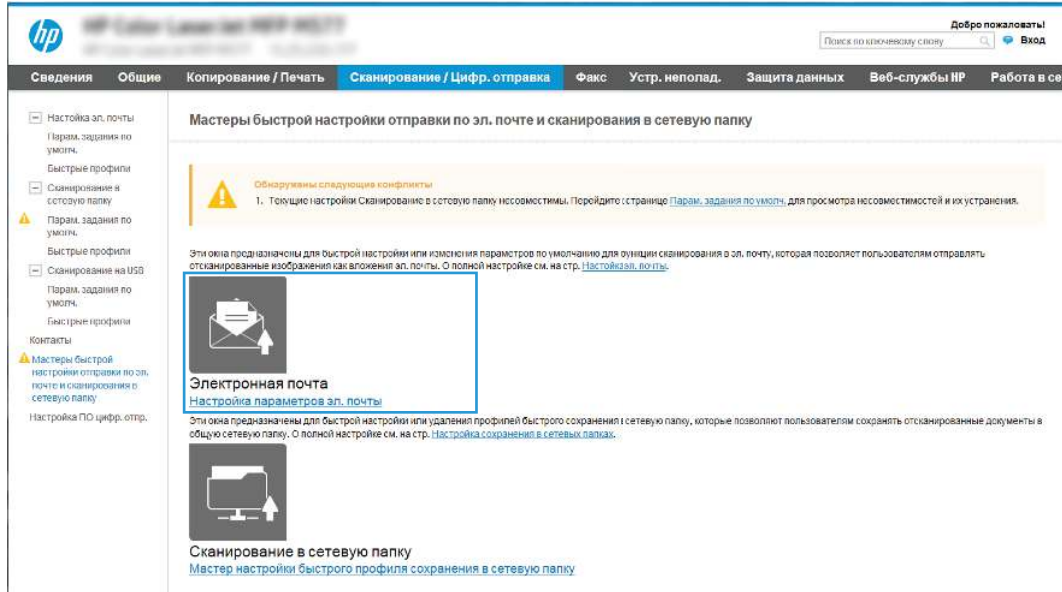 hp
Добро пожаловать!
Поиск по ключевому слову
Вход
Сведения Общие Копирование / Печать Сканирование / Цифр. отправка Факс Устр. неполад. Защита данных Веб-службы HP Работа в се
Настойка эл. почты
Парам. задания по
умолч.
Быстрые профили
Сканирование в
сетевую папку
Парам. задания по
умолч.
Быстрые профили
Сканирование на USB
Парам. задания по
умолч.
Быстрые профили
Контакты
Мастеры быстрой
настройки отправки по эл.
почте и сканирования в
сетевую папку
Настройка ПО цифр. отпр.
Мастеры быстрой настройки отправки по эл. почте и сканирования в сетевую папку
Обнаружены следующие конфликты
1. Текущие настройки Сканирование в сетевую папку несовместимы. Перейдите с странице Парам. задания по умолч. для просмотра несовместимостей и их устранения.
Эти окна предназначены для быстрой настройки или изменения параметров по умолчанию для функции сканирования в эл. почту, которая позволяет пользователям отправлять
отсканированные изображения как вложения эл. почты. О полной настройке см. на стр. Настойка эл. почты.
Электронная почта
Настройка параметров эл. почты
Эти окна предназначены для быстрой настройки или удаления профилей быстрого сохранения в сетевую папку, которые позволяют пользователям сохранять отсканированные документы в
общую сетевую папку. О полной настройке см. на стр. Настройка сохранения в сетевых папках.
Сканирование в сетевую папку
Мастер настройки быстрого профиля сохранения в сетевую папку